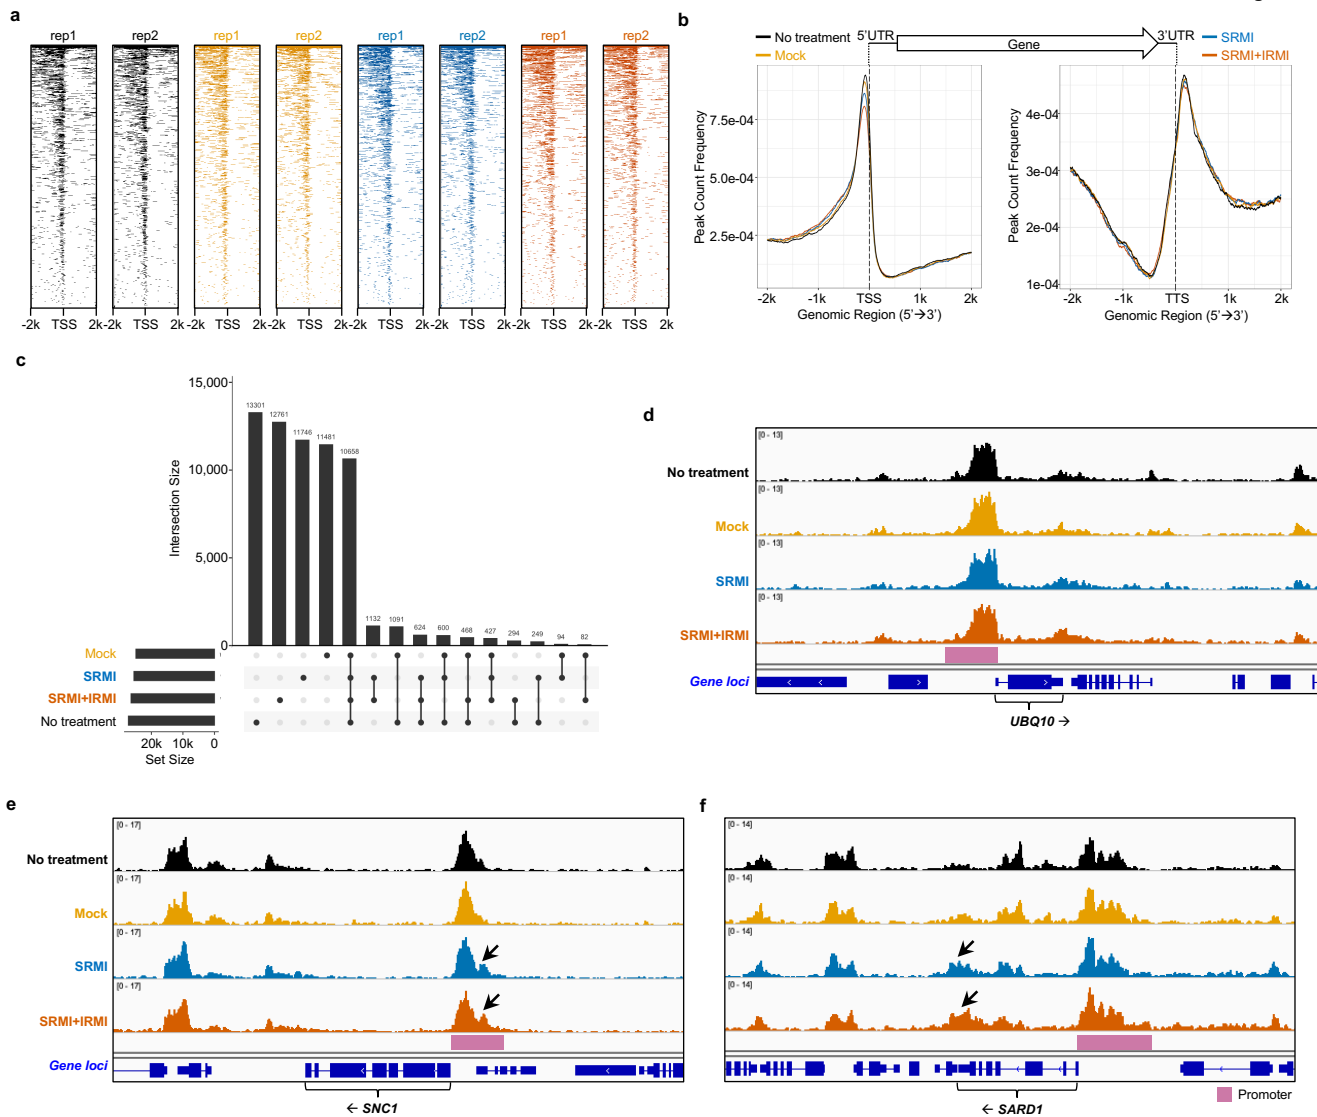 a
rep1 rep2 rep1 rep2 rep1 rep2 rep1 rep2
-2k TSS 2k -2k TSS 2k -2k TSS 2k -2k TSS 2k -2k TSS 2k -2k TSS 2k -2k TSS 2k -2k TSS 2k
b
No treatment
Mock
5'UTR
Gene
3'UTR
SRMI
SRMI+IRMI
Peak Count Frequency
7.5e-04
5.0e-04
2.5e-04
-2k -1k TSS 1k 2k
Genomic Region (5'→3')
Peak Count Frequency
4e-04
3e-04
2e-04
1e-04
-2k -1k TTS 1k 2k
Genomic Region (5'→3')
c
Intersection Size
15,000
10,000
5,000
0
13301 12761 11746 11481 10658 1132 1091 624 600 468 427 294 249 94 82
Mock
SRMI
SRMI+IRMI
No treatment
20k 10k 0
Set Size
d
No treatment
[0 - 13]
Mock
[0 - 13]
SRMI
[0 - 13]
SRMI+IRMI
[0 - 13]
Gene loci
UBQ10 →
e
No treatment
[0 - 17]
Mock
[0 - 17]
SRMI
[0 - 17]
SRMI+IRMI
[0 - 17]
Gene loci
← SNC1
f
[0 - 14]
[0 - 14]
[0 - 14]
[0 - 14]
← SARD1
Promoter